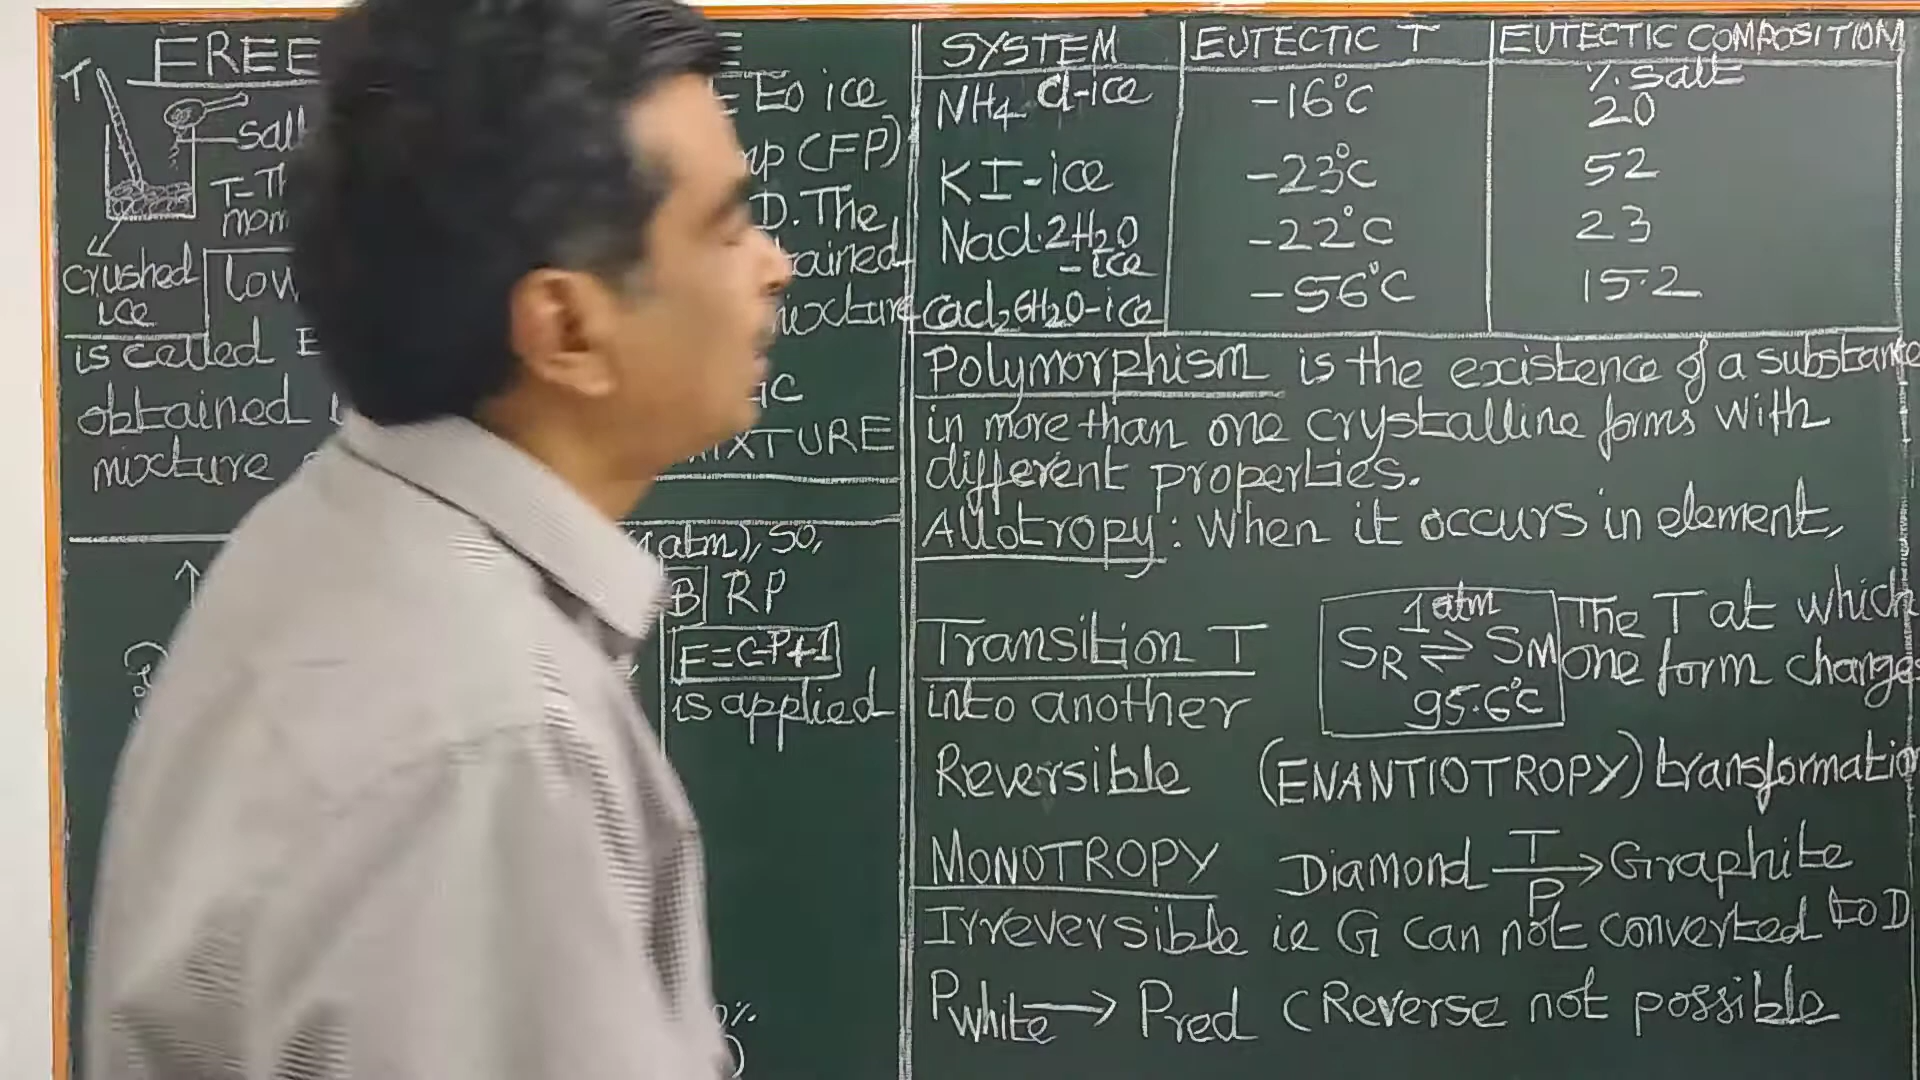 FREE E
T
salt
T-Th
mom
crushed
ice
low
is called E
obtained
mixture
Eo ice
mp (FP)
D. The
tained
mixture
IC
MIXTURE
(1atm), so,
B RP
F=C-P+1
is applied
SYSTEM EUTECTIC T EUTECTIC COMPOSITION
% salt
NH4 Cl-ice -16°C 20
KI-ice -23°C 52
NaCl.2H2O -22°C 23
-ice
CaCl2 6H2O-ice -56°C 15.2
Polymorphism is the existence of a substance
in more than one crystalline forms with
different properties.
Allotropy: When it occurs in element,
Transition T SR ⇌ SM The T at which
1 atm
95.6°C
one form changes
into another
Reversible (ENANTIOTROPY) transformation
MONOTROPY Diamond T/P → Graphite
Irreversible ie G can not converted to D
Pwhite → Pred (Reverse not possible